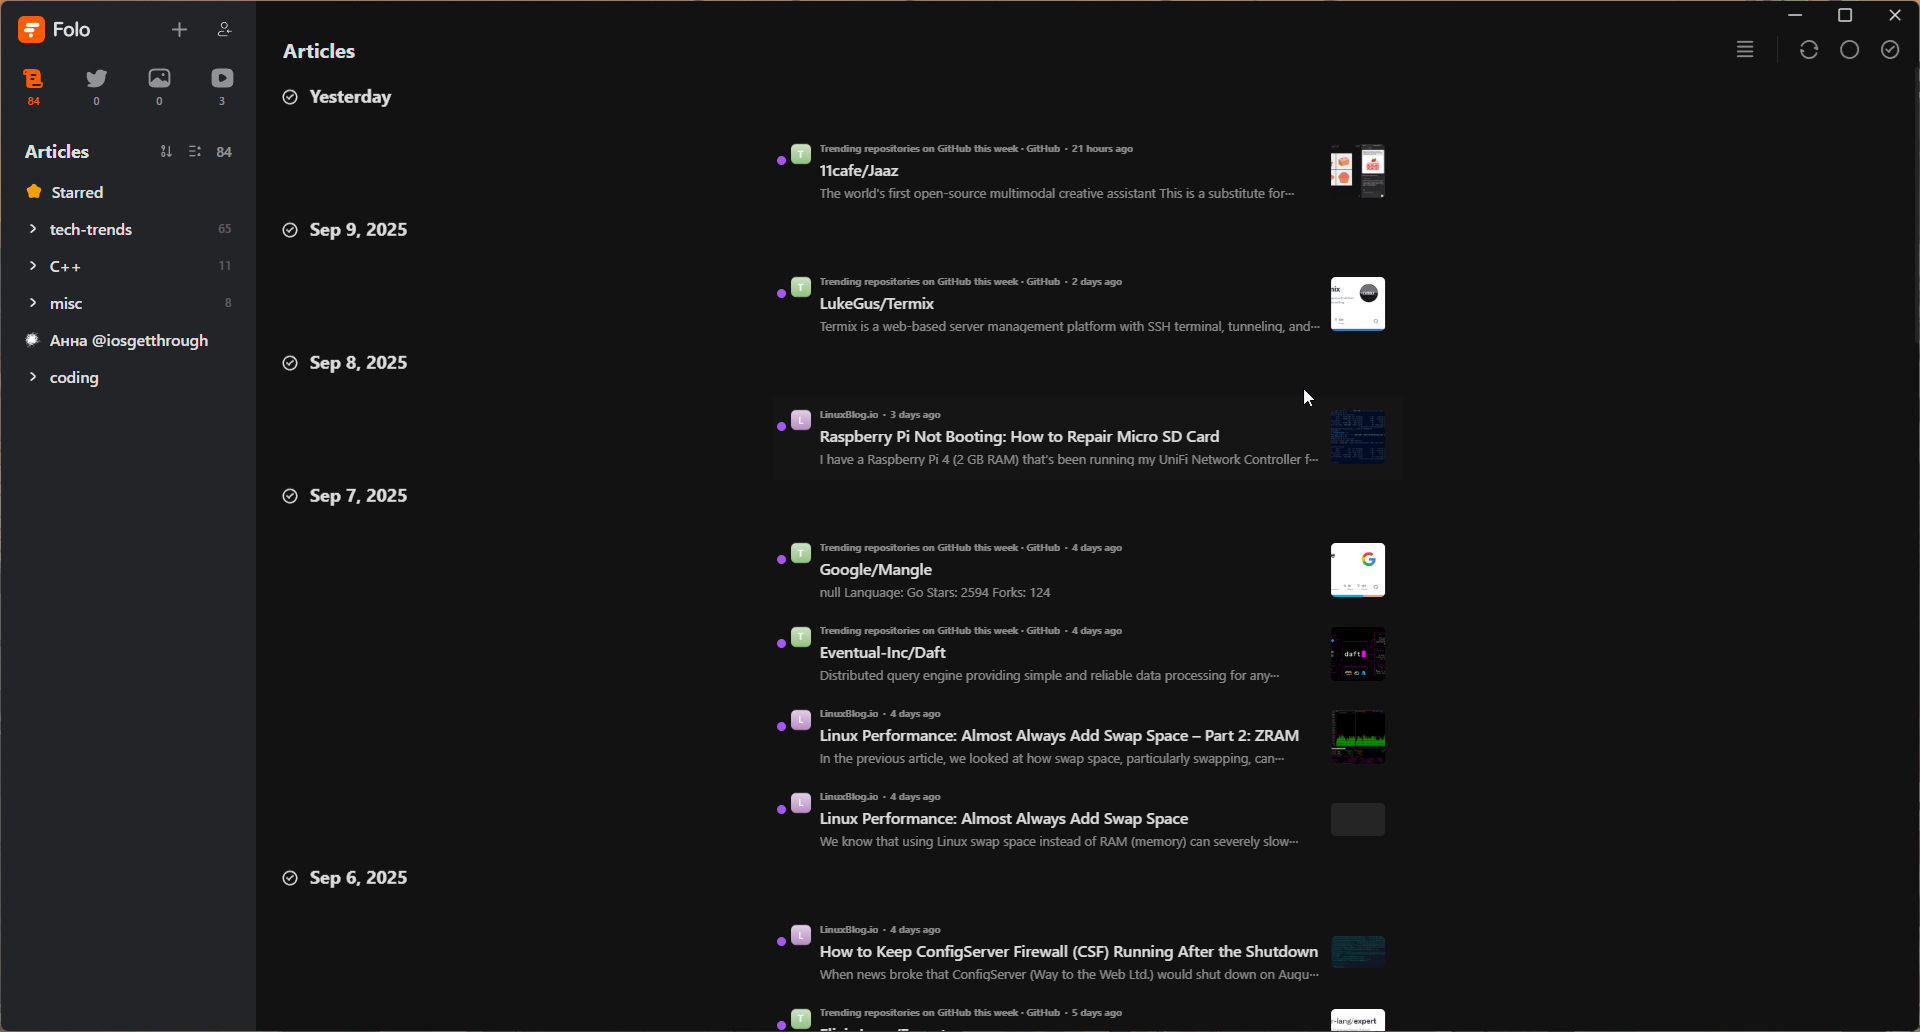 Folo
84
0
0
3
Articles
84
Starred
tech-trends
65
C++
11
misc
8
Анна @iosgetthrough
coding
Articles
Yesterday
T
Trending repositories on GitHub this week - GitHub · 21 hours ago
11cafe/Jaaz
The world's first open-source multimodal creative assistant This is a substitute for···
Sep 9, 2025
T
Trending repositories on GitHub this week - GitHub · 2 days ago
LukeGus/Termix
Termix is a web-based server management platform with SSH terminal, tunneling, and···
Sep 8, 2025
L
LinuxBlog.io · 3 days ago
Raspberry Pi Not Booting: How to Repair Micro SD Card
I have a Raspberry Pi 4 (2 GB RAM) that's been running my UniFi Network Controller f···
Sep 7, 2025
T
Trending repositories on GitHub this week - GitHub · 4 days ago
Google/Mangle
null Language: Go Stars: 2594 Forks: 124
T
Trending repositories on GitHub this week - GitHub · 4 days ago
Eventual-Inc/Daft
Distributed query engine providing simple and reliable data processing for any···
daft
L
LinuxBlog.io · 4 days ago
Linux Performance: Almost Always Add Swap Space – Part 2: ZRAM
In the previous article, we looked at how swap space, particularly swapping, can···
L
LinuxBlog.io · 4 days ago
Linux Performance: Almost Always Add Swap Space
We know that using Linux swap space instead of RAM (memory) can severely slow···
Sep 6, 2025
L
LinuxBlog.io · 4 days ago
How to Keep ConfigServer Firewall (CSF) Running After the Shutdown
When news broke that ConfigServer (Way to the Web Ltd.) would shut down on Augu···
T
Trending repositories on GitHub this week - GitHub · 5 days ago
r-lang/expert